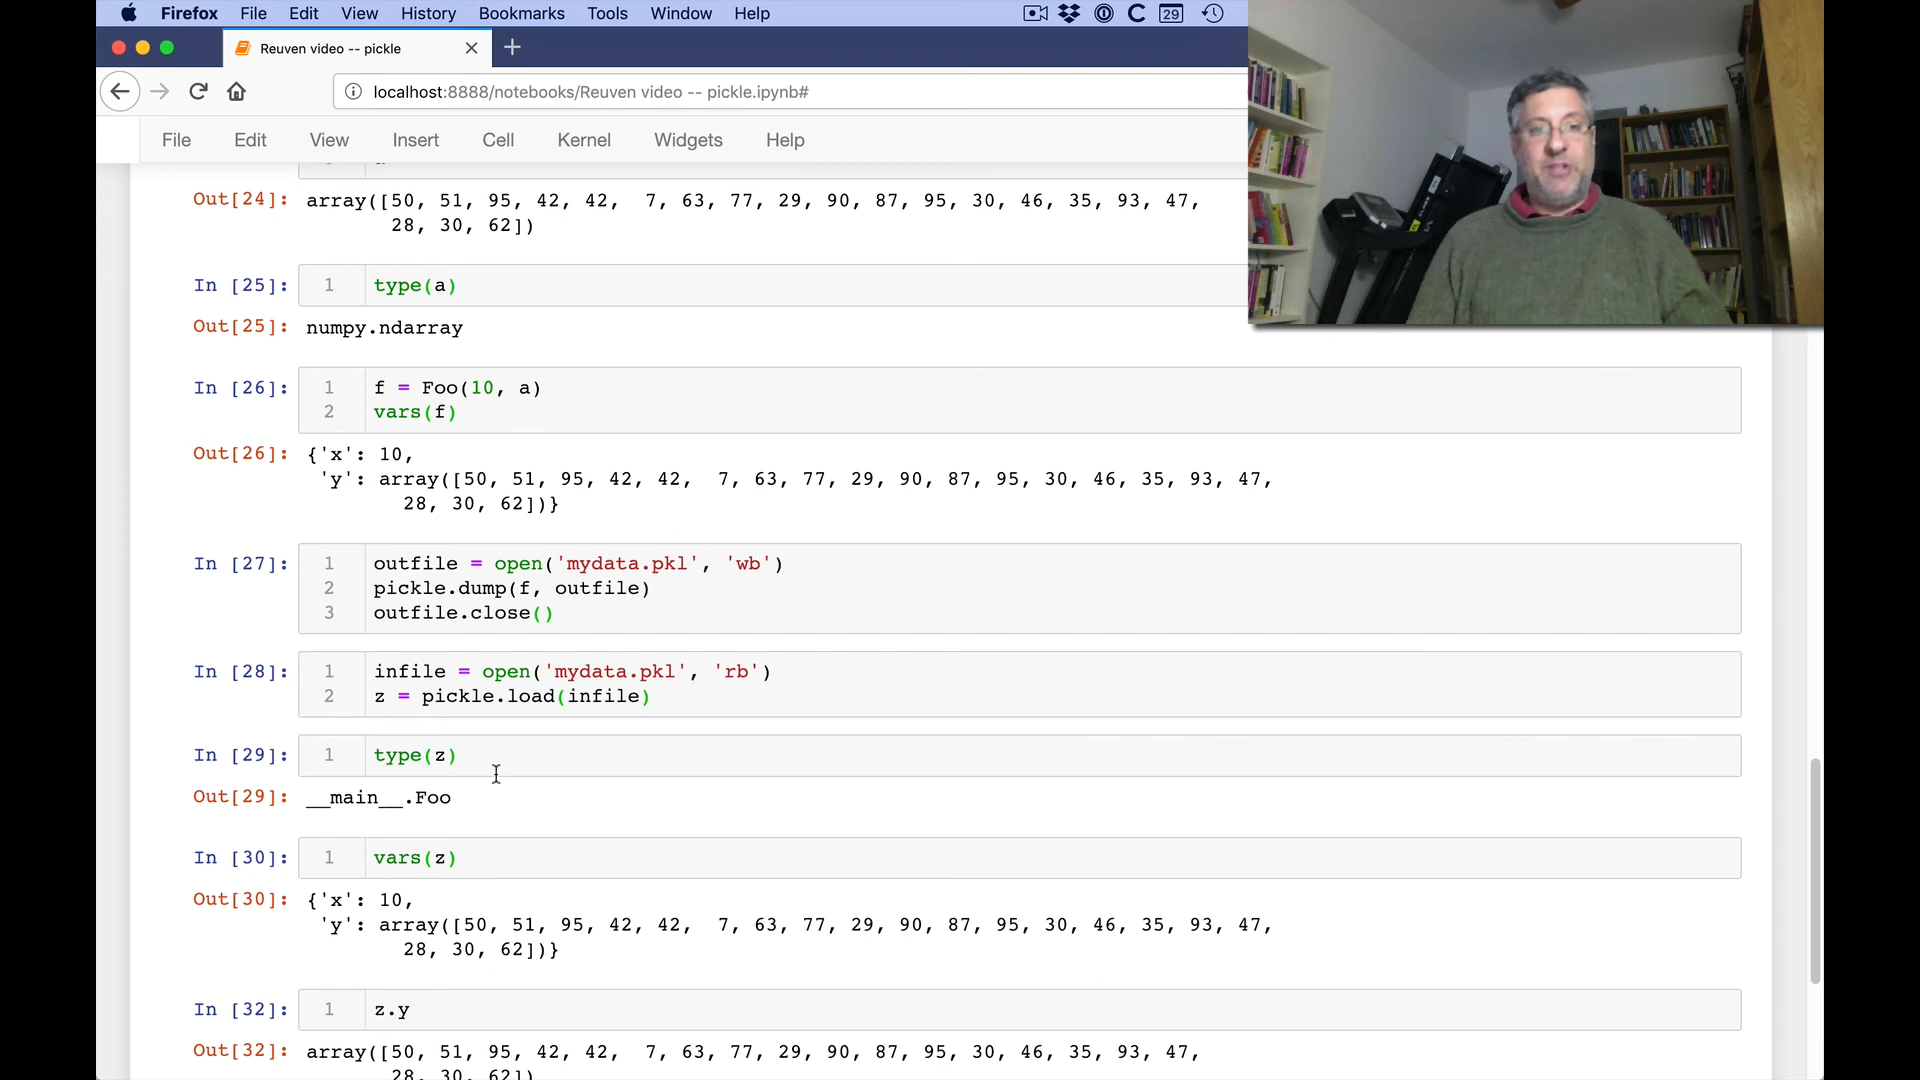 Firefox File Edit View History Bookmarks Tools Window Help 29
Reuven video -- pickle
localhost:8888/notebooks/Reuven video -- pickle.ipynb#
File Edit View Insert Cell Kernel Widgets Help
Out[24]: array([50, 51, 95, 42, 42, 7, 63, 77, 29, 90, 87, 95, 30, 46, 35, 93, 47,
28, 30, 62])
In [25]: 1 type(a)
Out[25]: numpy.ndarray
In [26]: 1 f = Foo(10, a)
2 vars(f)
Out[26]: {'x': 10,
'y': array([50, 51, 95, 42, 42, 7, 63, 77, 29, 90, 87, 95, 30, 46, 35, 93, 47,
28, 30, 62])}
In [27]: 1 outfile = open('mydata.pkl', 'wb')
2 pickle.dump(f, outfile)
3 outfile.close()
In [28]: 1 infile = open('mydata.pkl', 'rb')
2 z = pickle.load(infile)
In [29]: 1 type(z)
Out[29]: __main__.Foo
In [30]: 1 vars(z)
Out[30]: {'x': 10,
'y': array([50, 51, 95, 42, 42, 7, 63, 77, 29, 90, 87, 95, 30, 46, 35, 93, 47,
28, 30, 62])}
In [32]: 1 z.y
Out[32]: array([50, 51, 95, 42, 42, 7, 63, 77, 29, 90, 87, 95, 30, 46, 35, 93, 47,
28, 30, 62])